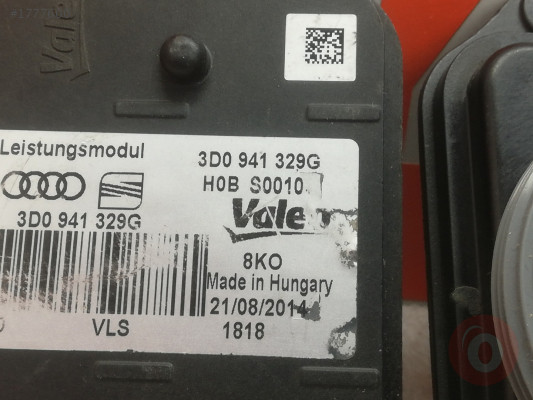 Leistungsmodul
3D0 941 329G
H0B S0010
3D0 941 329G
Valeo
8KO
Made in Hungary
21/08/2014
VLS
1818